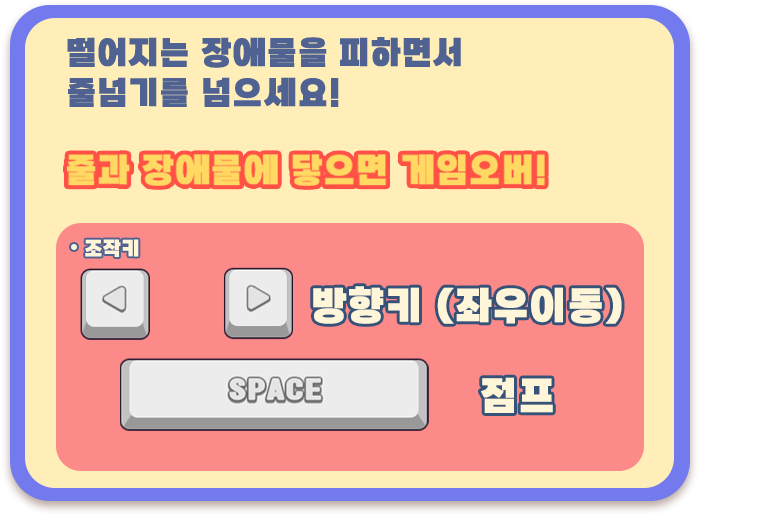 떨어지는 장애물을 피하면서
줄넘기를 넘으세요!
줄과 장애물에 닿으면 게임오버!
• 조작키
방향키 (좌우이동)
SPACE 점프